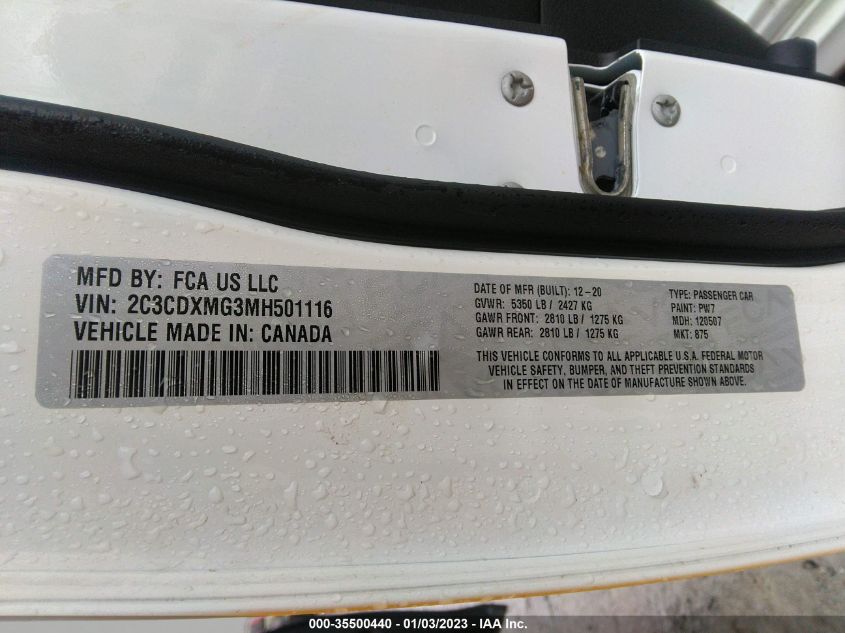 MFD BY: FCA US LLC
VIN: 2C3CDXMG3MH501116
VEHICLE MADE IN: CANADA
DATE OF MFR (BUILT): 12-20
GVWR: 5350 LB / 2427 KG
GAWR FRONT: 2810 LB / 1275 KG
GAWR REAR: 2810 LB / 1275 KG
TYPE: PASSENGER CAR
PAINT: PW7
MDH: 120507
MKT: 875
THIS VEHICLE CONFORMS TO ALL APPLICABLE U.S.A. FEDERAL MOTOR
VEHICLE SAFETY, BUMPER, AND THEFT PREVENTION STANDARDS
IN EFFECT ON THE DATE OF MANUFACTURE SHOWN ABOVE.
000-35500440 - 01/03/2023 - IAA Inc.